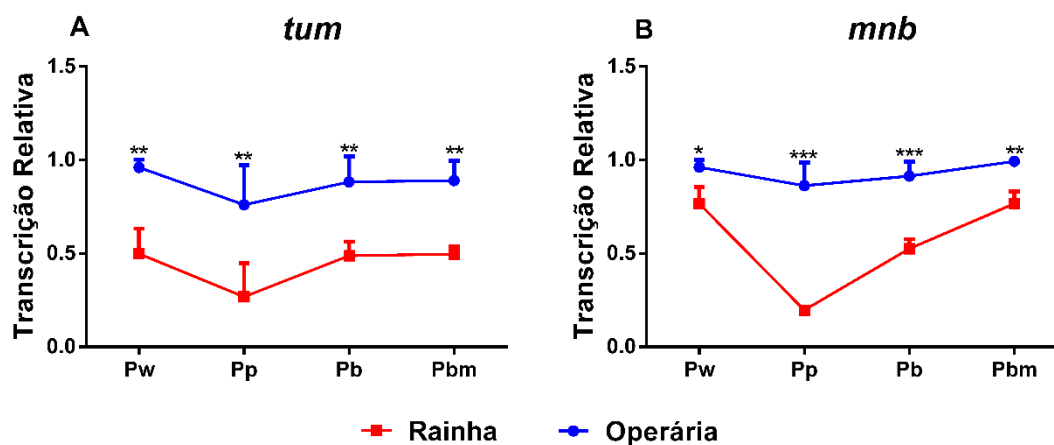 A tum
Transcrição Relativa
1.5
1.0
0.5
0.0
** ** ** **
Pw Pp Pb Pbm
B mnb
Transcrição Relativa
1.5
1.0
0.5
0.0
* *** *** **
Pw Pp Pb Pbm
Rainha Operária